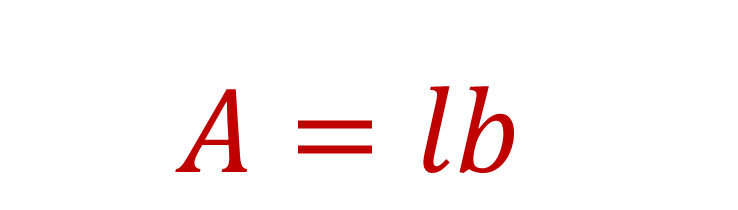 A = lb